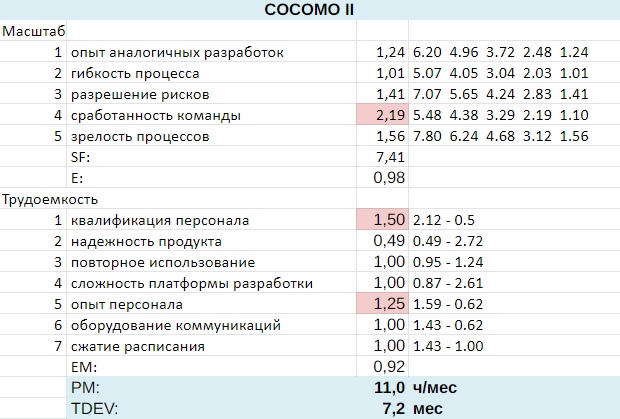 COCOMO II
Масштаб
1 опыт аналогичных разработок 1,24 6.20 4.96 3.72 2.48 1.24
2 гибкость процесса 1,01 5.07 4.05 3.04 2.03 1.01
3 разрешение рисков 1,41 7.07 5.65 4.24 2.83 1.41
4 сработанность команды 2,19 5.48 4.38 3.29 2.19 1.10
5 зрелость процессов 1,56 7.80 6.24 4.68 3.12 1.56
SF: 7,41
E: 0,98
Трудоемкость
1 квалификация персонала 1,50 2.12 - 0.5
2 надежность продукта 0,49 0.49 - 2.72
3 повторное использование 1,00 0.95 - 1.24
4 сложность платформы разработки 1,00 0.87 - 2.61
5 опыт персонала 1,25 1.59 - 0.62
6 оборудование коммуникаций 1,00 1.43 - 0.62
7 сжатие расписания 1,00 1.43 - 1.00
EM: 0,92
PM: 11,0 ч/мес
TDEV: 7,2 мес